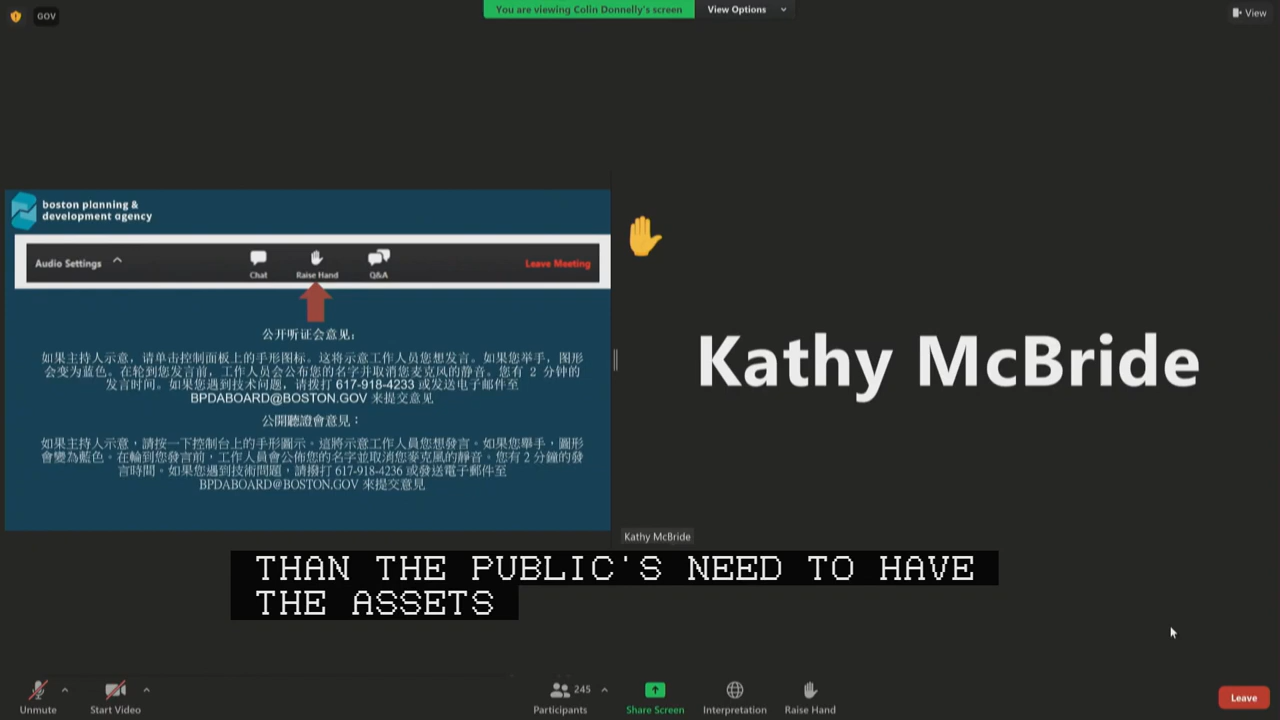 GOV
You are viewing Colin Donnelly's screen
View Options
View
boston planning &
development agency
Audio Settings
Chat
Raise Hand
Q&A
Leave Meeting
公开听证会意见：
如果主持人示意，请单击控制面板上的手形图标。这将示意工作人员您想发言。如果您举手，图形
会变为蓝色。在轮到您发言前，工作人员会公布您的名字并取消您麦克风的静音。您有 2 分钟的
发言时间。如果您遇到技术问题，请拨打 617-918-4233 或发送电子邮件至
BPDABOARD@BOSTON.GOV 来提交意见
公開聽證會意見：
如果主持人示意，請按一下控制台上的手形圖示。這將示意工作人員您想發言。如果您舉手，圖形
會變為藍色。在輪到您發言前，工作人員會公佈您的名字並取消您麥克風的靜音。您有 2 分鐘的發
言時間。如果您遇到技術問題，請撥打 617-918-4236 或發送電子郵件至
BPDABOARD@BOSTON.GOV 來提交意見
Kathy McBride
Kathy McBride
THAN THE PUBLIC'S NEED TO HAVE
THE ASSETS
Unmute
Start Video
245
Participants
Share Screen
Interpretation
Raise Hand
Leave